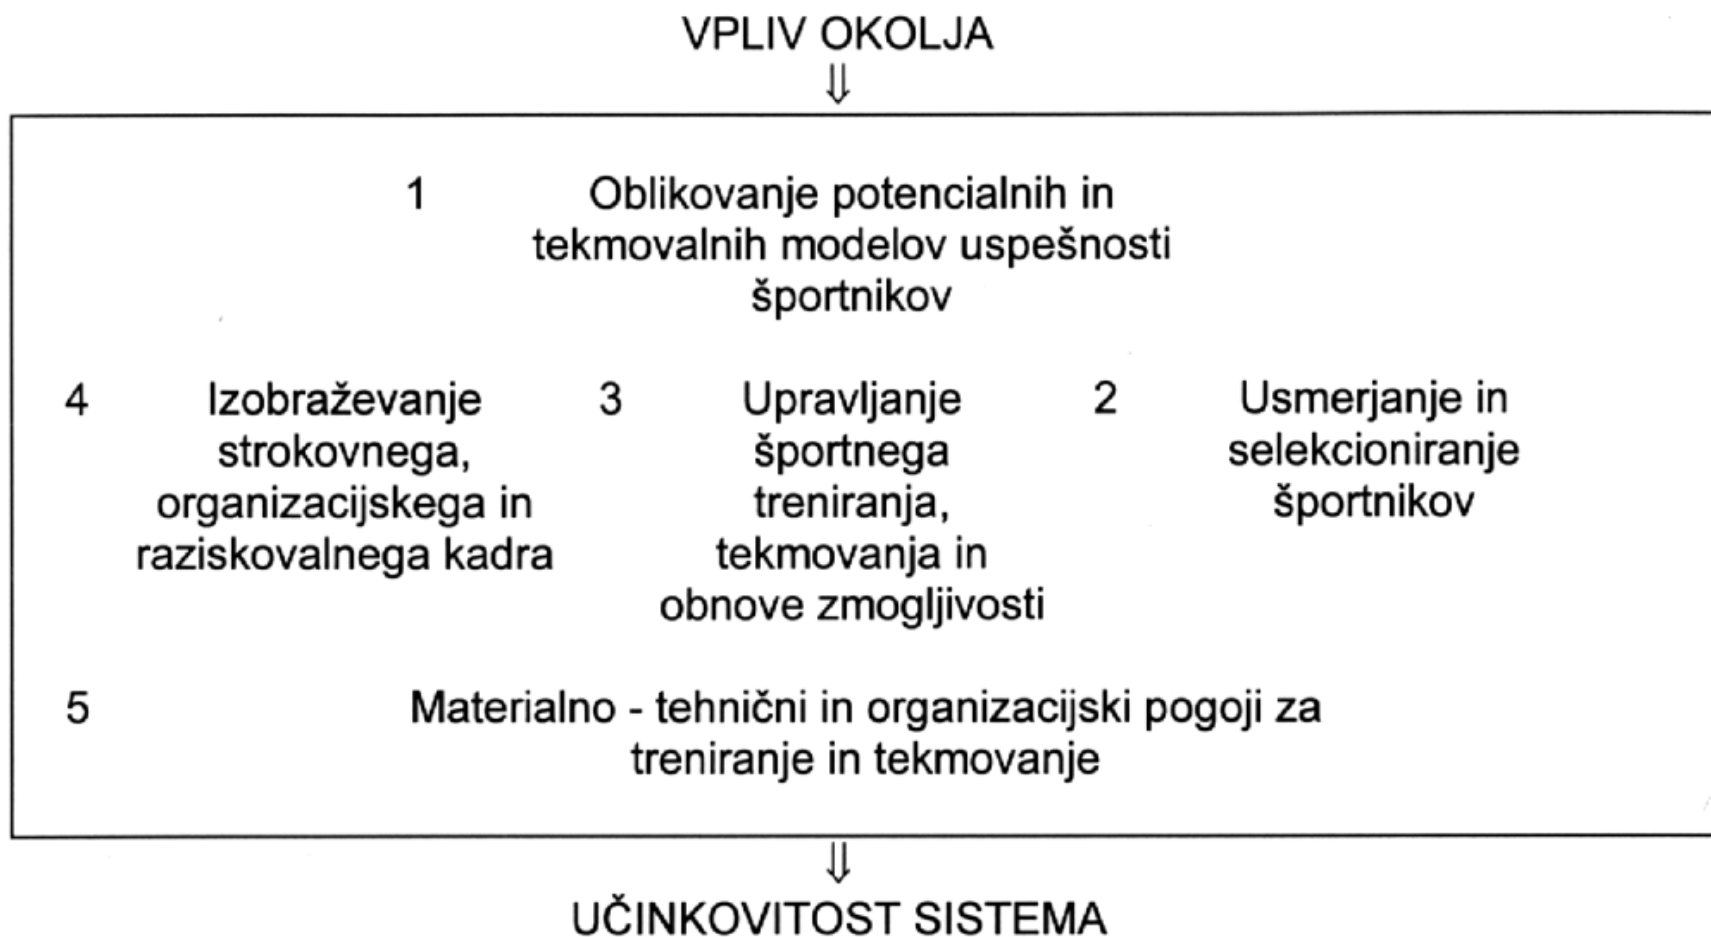 VPLIV OKOLJA
⇓
1 Oblikovanje potencialnih in
tekmovalnih modelov uspešnosti
športnikov
4 Izobraževanje
strokovnega,
organizacijskega in
raziskovalnega kadra
3 Upravljanje
športnega
treniranja,
tekmovanja in
obnove zmogljivosti
2 Usmerjanje in
selekcioniranje
športnikov
5 Materialno - tehnični in organizacijski pogoji za
treniranje in tekmovanje
⇓
UČINKOVITOST SISTEMA